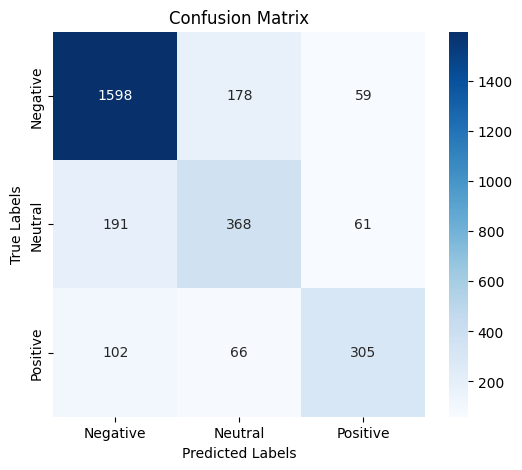 Confusion Matrix
True Labels
Negative
1598 178 59
Neutral
191 368 61
Positive
102 66 305
Negative Neutral Positive
Predicted Labels
1400
1200
1000
800
600
400
200